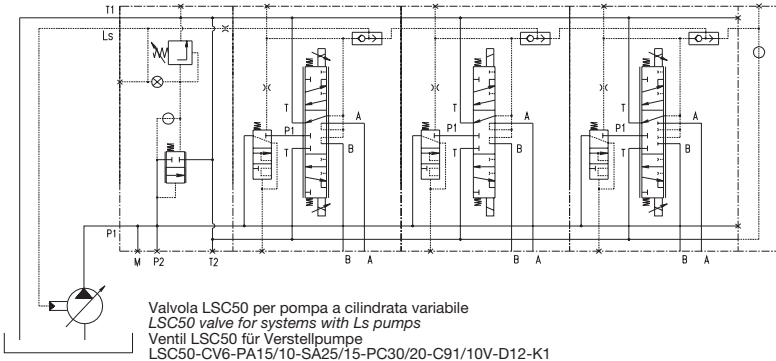 T1
Ls
T
P1
T
A
B
T
P1
T
A
B
T
P1
T
A
B
P1
M P2 T2 B A B A B A
Valvola LSC50 per pompa a cilindrata variabile
LSC50 valve for systems with Ls pumps
Ventil LSC50 für Verstellpumpe
LSC50-CV6-PA15/10-SA25/15-PC30/20-C91/10V-D12-K1